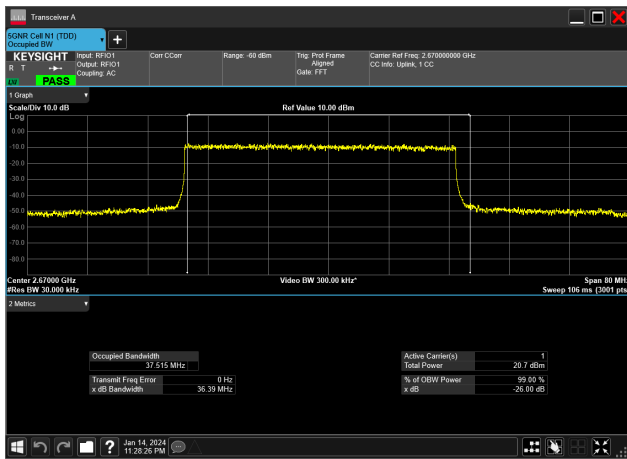 Transceiver A
5GNR Cell N1 (TDD)
Occupied BW
KEYSIGHT
R T
LNI
PASS
Input: RFIO1
Output: RFIO1
Coupling: AC
Corr CCorr
Range: -60 dBm
Trig: Prot Frame
Aligned
Gate: FFT
Carrier Ref Freq: 2.670000000 GHz
CC Info: Uplink, 1 CC
1 Graph
Scale/Div 10.0 dB
Ref Value 10.00 dBm
Log
0.00
-10.0
-20.0
-30.0
-40.0
-50.0
-60.0
-70.0
-80.0
Center 2.67000 GHz
Video BW 300.00 kHz*
Span 80 MHz
#Res BW 30.000 kHz
Sweep 106 ms (3001 pts
2 Metrics
Occupied Bandwidth
37.515 MHz
Transmit Freq Error 0 Hz
x dB Bandwidth 36.39 MHz
Active Carrier(s) 1
Total Power 20.7 dBm
% of OBW Power 99.00 %
x dB -26.00 dB
?
Jan 14, 2024
11:28:26 PM